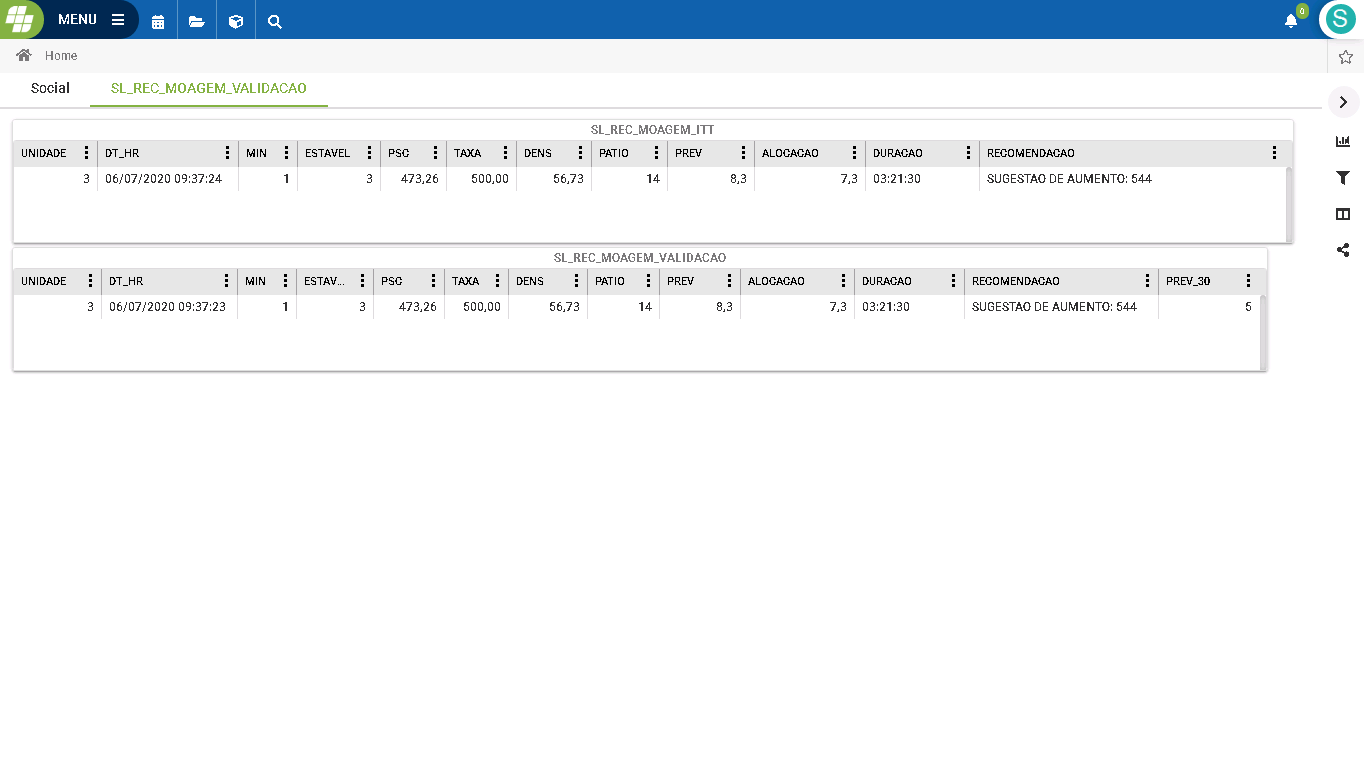 MENU
0
S
Home
Social SL_REC_MOAGEM_VALIDACAO
SL_REC_MOAGEM_ITT
UNIDADE DT_HR MIN ESTAVEL PSC TAXA DENS PATIO PREV ALOCACAO DURACAO RECOMENDACAO
3 06/07/2020 09:37:24 1 3 473,26 500,00 56,73 14 8,3 7,3 03:21:30 SUGESTAO DE AUMENTO: 544
SL_REC_MOAGEM_VALIDACAO
UNIDADE DT_HR MIN ESTAV... PSC TAXA DENS PATIO PREV ALOCACAO DURACAO RECOMENDACAO PREV_30
3 06/07/2020 09:37:23 1 3 473,26 500,00 56,73 14 8,3 7,3 03:21:30 SUGESTAO DE AUMENTO: 544 5